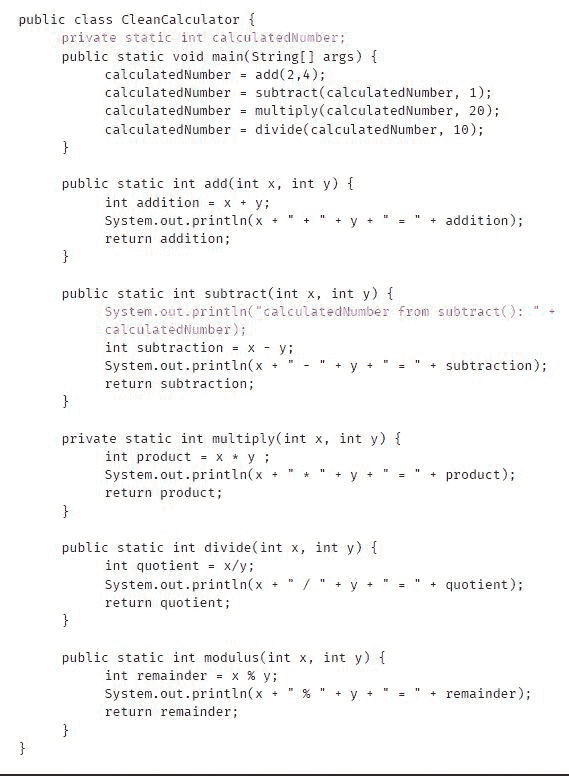 public class CleanCalculator {
private static int calculatedNumber;
public static void main(String[] args) {
calculatedNumber = add(2,4);
calculatedNumber = subtract(calculatedNumber, 1);
calculatedNumber = multiply(calculatedNumber, 20);
calculatedNumber = divide(calculatedNumber, 10);
}
public static int add(int x, int y) {
int addition = x + y;
System.out.println(x + " + " + y + " = " + addition);
return addition;
}
public static int subtract(int x, int y) {
System.out.println("calculatedNumber from subtract(): " +
calculatedNumber);
int subtraction = x - y;
System.out.println(x + " - " + y + " = " + subtraction);
return subtraction;
}
private static int multiply(int x, int y) {
int product = x * y ;
System.out.println(x + " * " + y + " = " + product);
return product;
}
public static int divide(int x, int y) {
int quotient = x/y;
System.out.println(x + " / " + y + " = " + quotient);
return quotient;
}
public static int modulus(int x, int y) {
int remainder = x % y;
System.out.println(x + " % " + y + " = " + remainder);
return remainder;
}
}